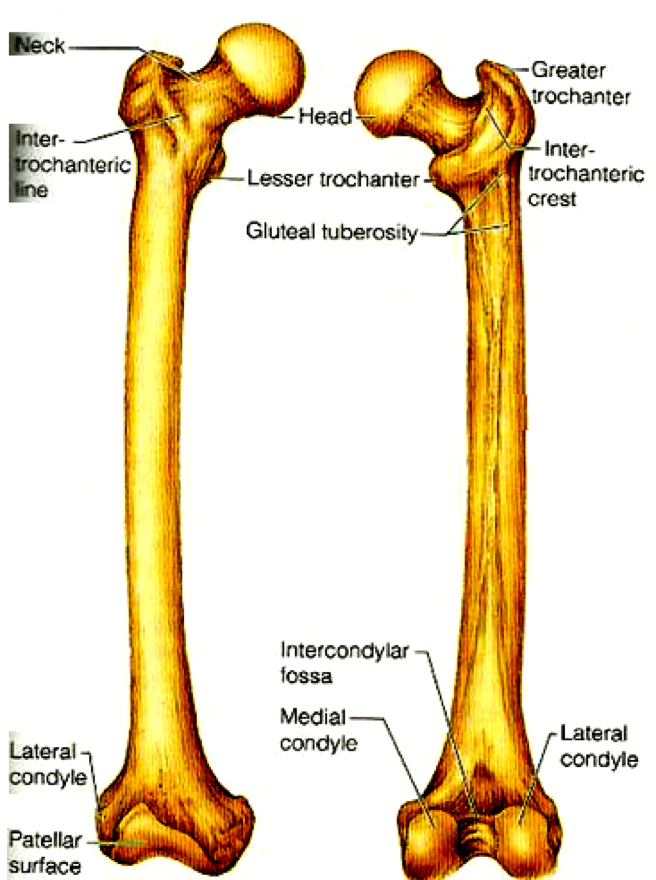 Neck
Inter-
trochanteric
line
Head
Lesser trochanter
Gluteal tuberosity
Greater
trochanter
Inter-
trochanteric
crest
Intercondylar
fossa
Medial
condyle
Lateral
condyle
Lateral
condyle
Patellar
surface